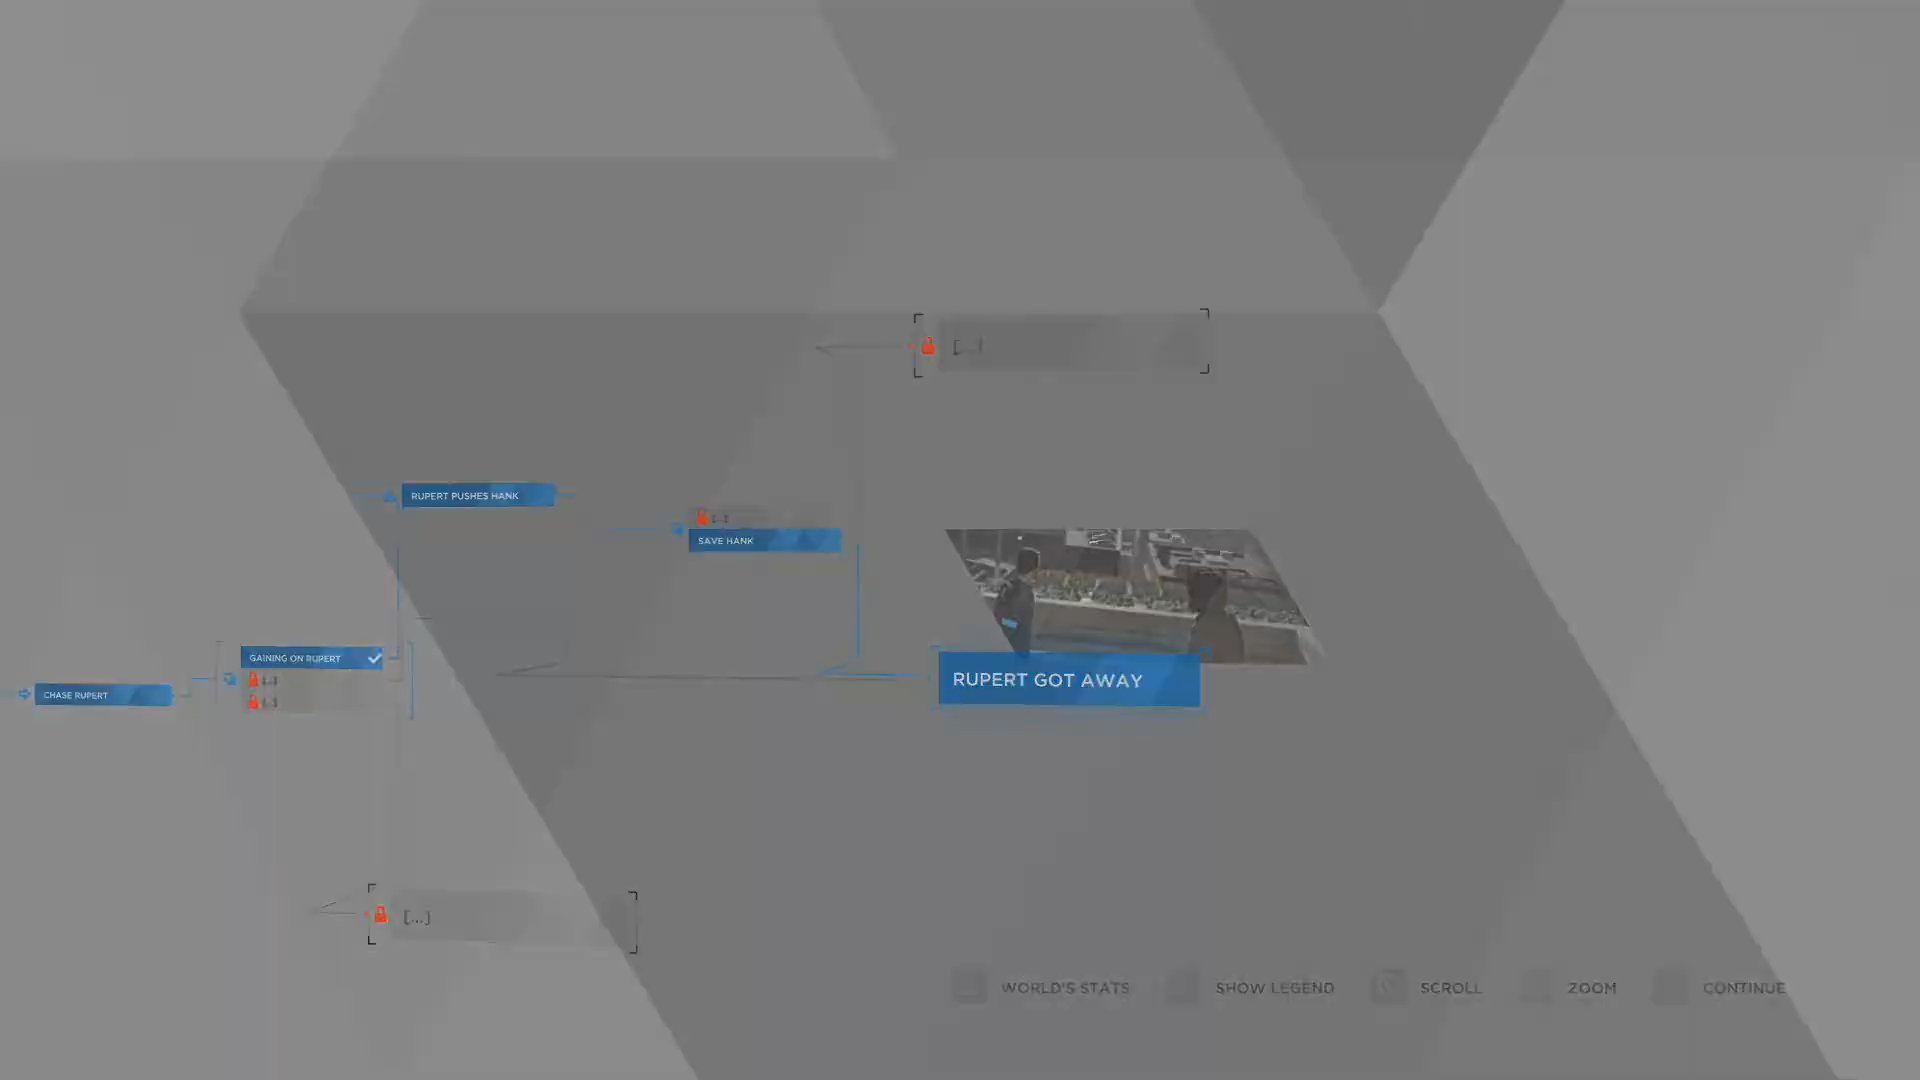 [...]
RUPERT PUSHES HANK
[...]
SAVE HANK
GAINING ON RUPERT
[...]
[...]
CHASE RUPERT
RUPERT GOT AWAY
[...]
WORLD'S STATS
SHOW LEGEND
SCROLL
ZOOM
CONTINUE